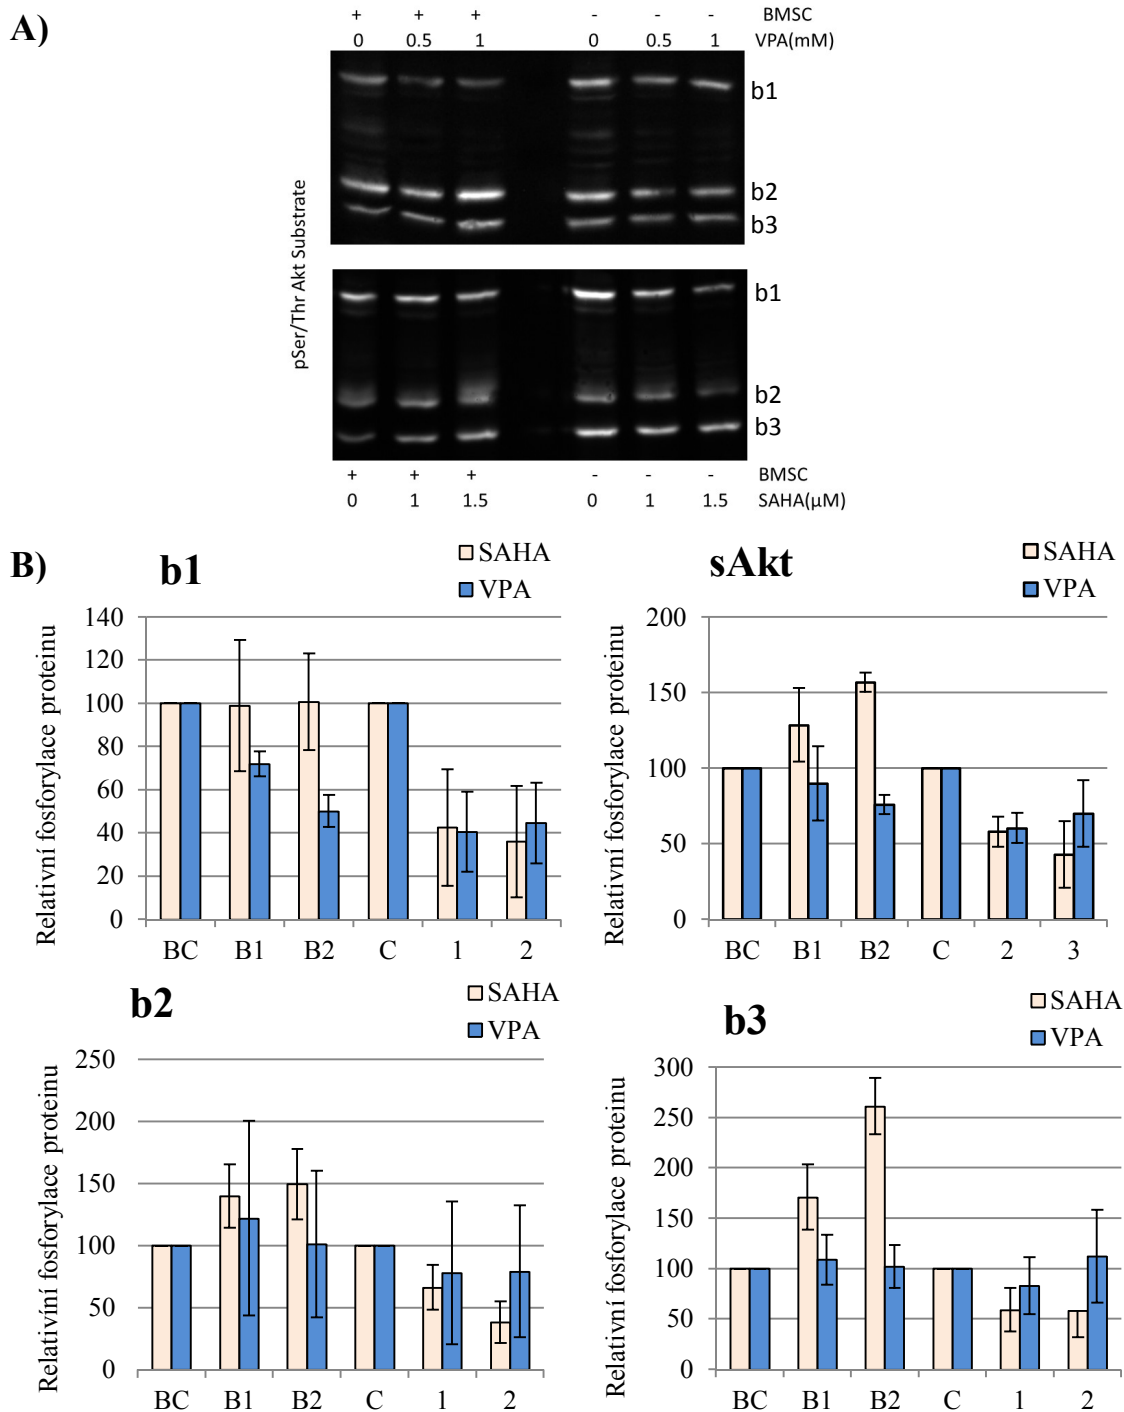 A)
+ + + - - - BMSC
0 0.5 1 0 0.5 1 VPA(mM)
b1
b2
b3
pSer/Thr Akt Substrate
b1
b2
b3
+ + + - - - BMSC
0 1 1.5 0 1 1.5 SAHA(µM)
B)
b1
SAHA
VPA
Relativní fosforylace proteinu
140
120
100
80
60
40
20
0
BC B1 B2 C 1 2
sAkt
SAHA
VPA
Relativní fosforylace proteinu
200
150
100
50
0
BC B1 B2 C 2 3
b2
SAHA
VPA
Relativíní fosforylace proteinu
250
200
150
100
50
0
BC B1 B2 C 1 2
b3
SAHA
VPA
Relativní fosforylace proteinu
300
250
200
150
100
50
0
BC B1 B2 C 1 2